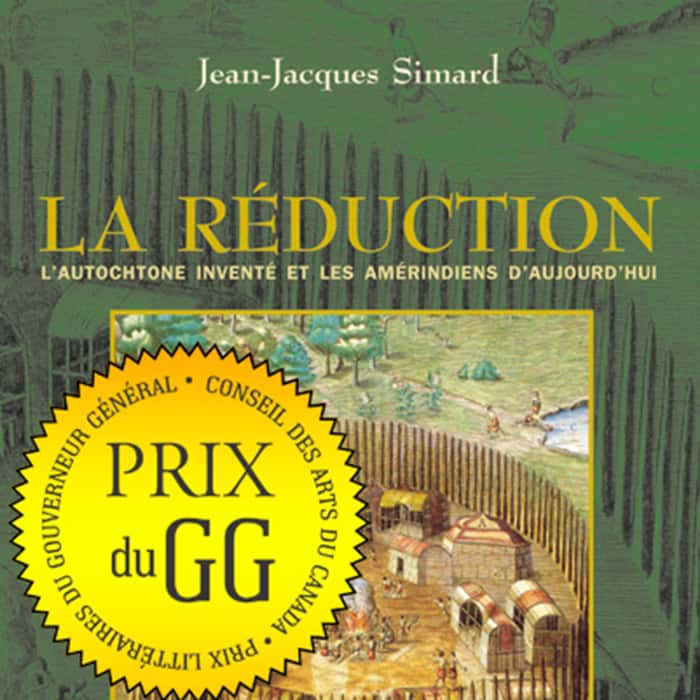 Jean-Jacques Simard
LA RÉDUCTION
L'AUTOCHTONE INVENTÉ ET LES AMÉRINDIENS D'AUJOURD'HUI
PRIX LITTÉRAIRES DU GOUVERNEUR GÉNÉRAL • CONSEIL DES ARTS DU CANADA •
PRIX
du GG